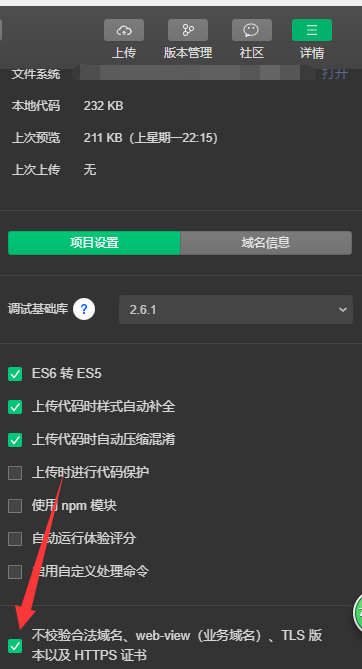 上传 版本管理 社区 详情
文件系统 打开
本地代码 232 KB
上次预览 211 KB（上星期一22:15）
上次上传 无
项目设置 域名信息
调试基础库 ? 2.6.1
ES6 转 ES5
上传代码时样式自动补全
上传代码时自动压缩混淆
上传时进行代码保护
使用 npm 模块
自动运行体验评分
启用自定义处理命令
不校验合法域名、web-view（业务域名）、TLS 版
本以及 HTTPS 证书